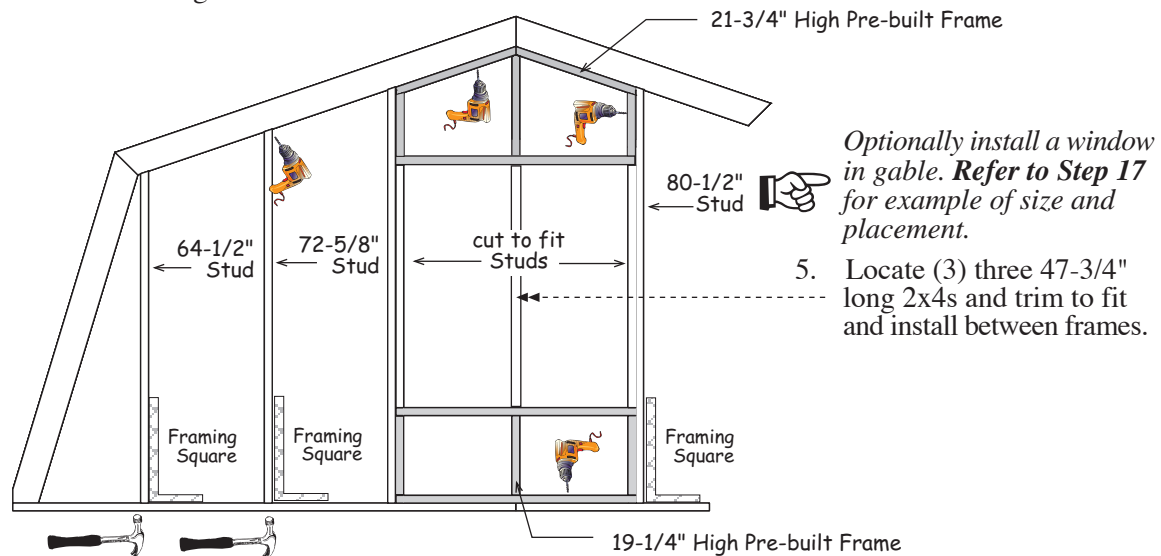 21-3/4" High Pre-built Frame
Optionally install a window
in gable. Refer to Step 17
for example of size and
placement.
80-1/2"
Stud
64-1/2"
Stud
72-5/8"
Stud
cut to fit
Studs
5. Locate (3) three 47-3/4"
long 2x4s and trim to fit
and install between frames.
Framing
Square
Framing
Square
Framing
Square
19-1/4" High Pre-built Frame